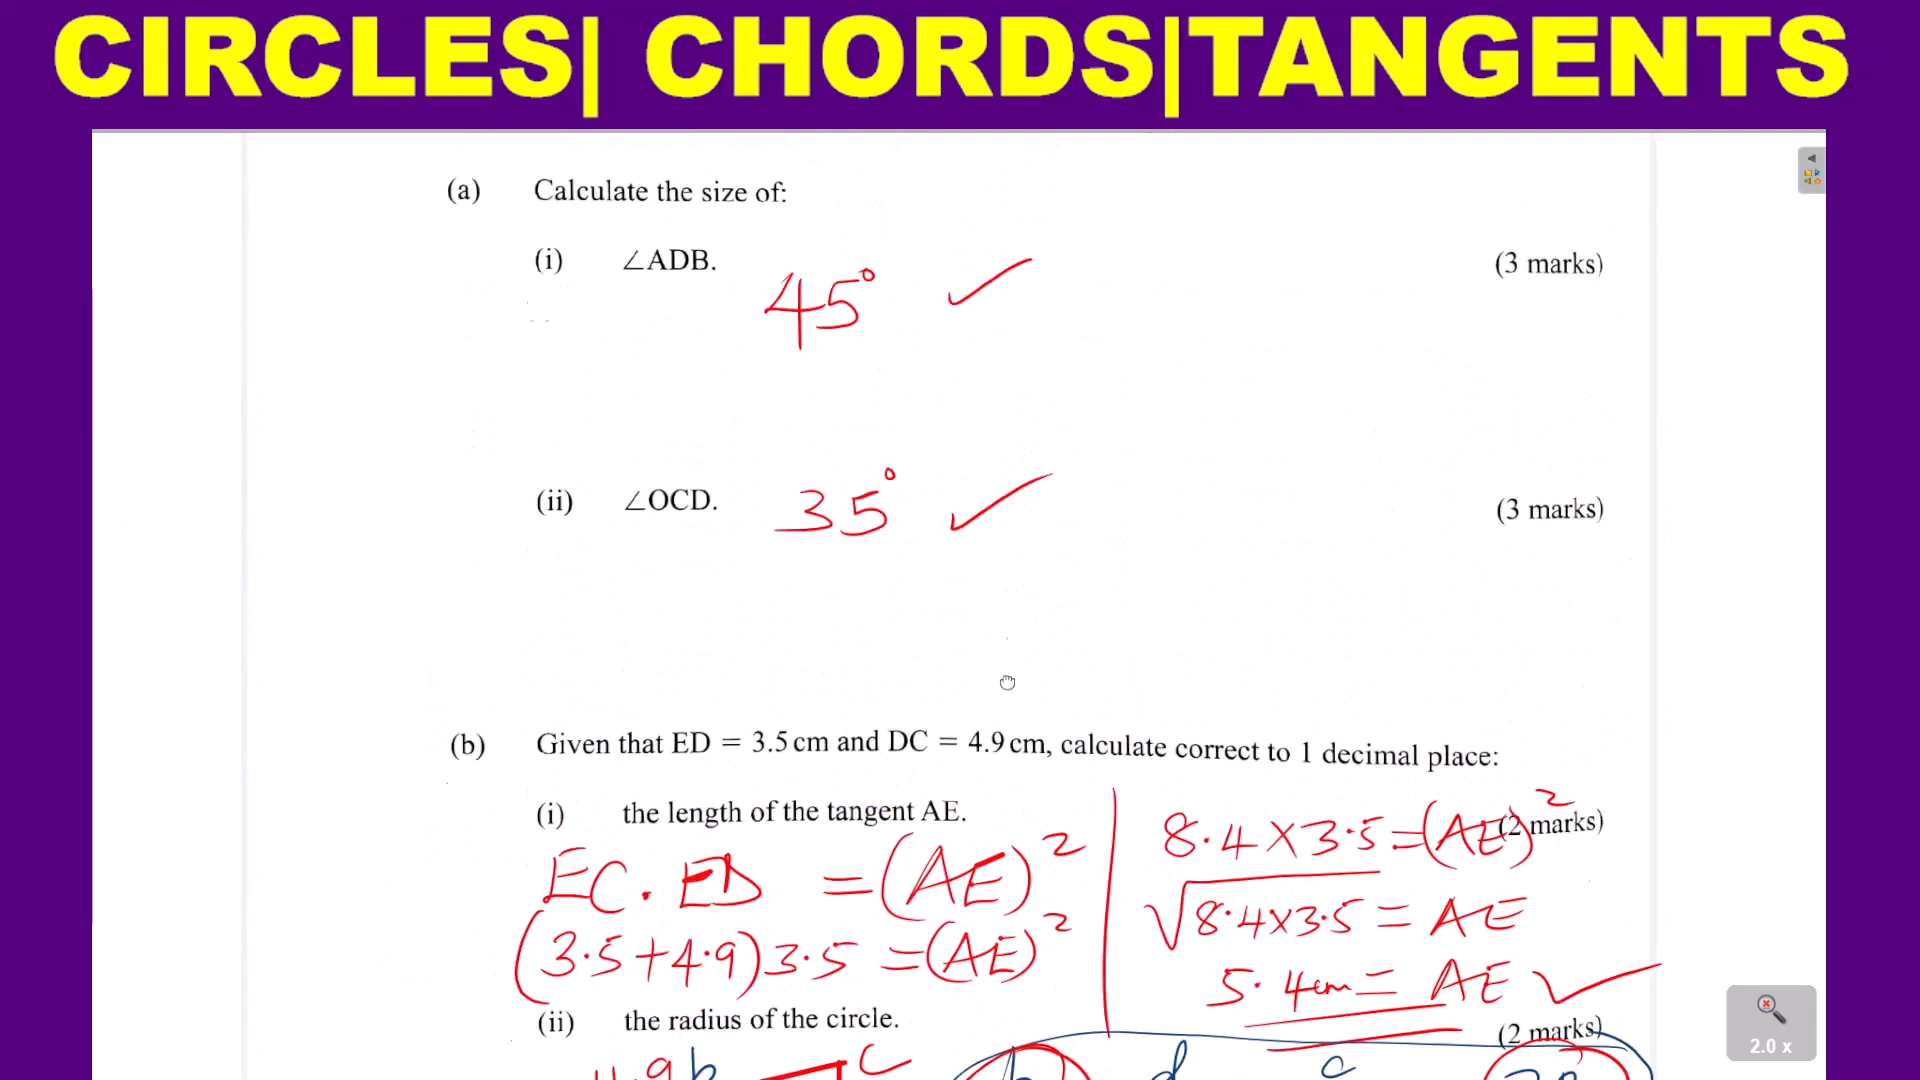 CIRCLES| CHORDS|TANGENTS
(a) Calculate the size of:
(i) ∠ADB. (3 marks)
45°
(ii) ∠OCD. 35° (3 marks)
(b) Given that ED = 3.5 cm and DC = 4.9 cm, calculate correct to 1 decimal place:
(i) the length of the tangent AE. (2 marks)
EC. ED = (AE)²
(3.5+4.9)3.5 = (AE)²
8.4×3.5=(AE)²
√8.4×3.5 = AE
5.4cm = AE
(ii) the radius of the circle. (2 marks)
4.9 b c d c
2.0 x